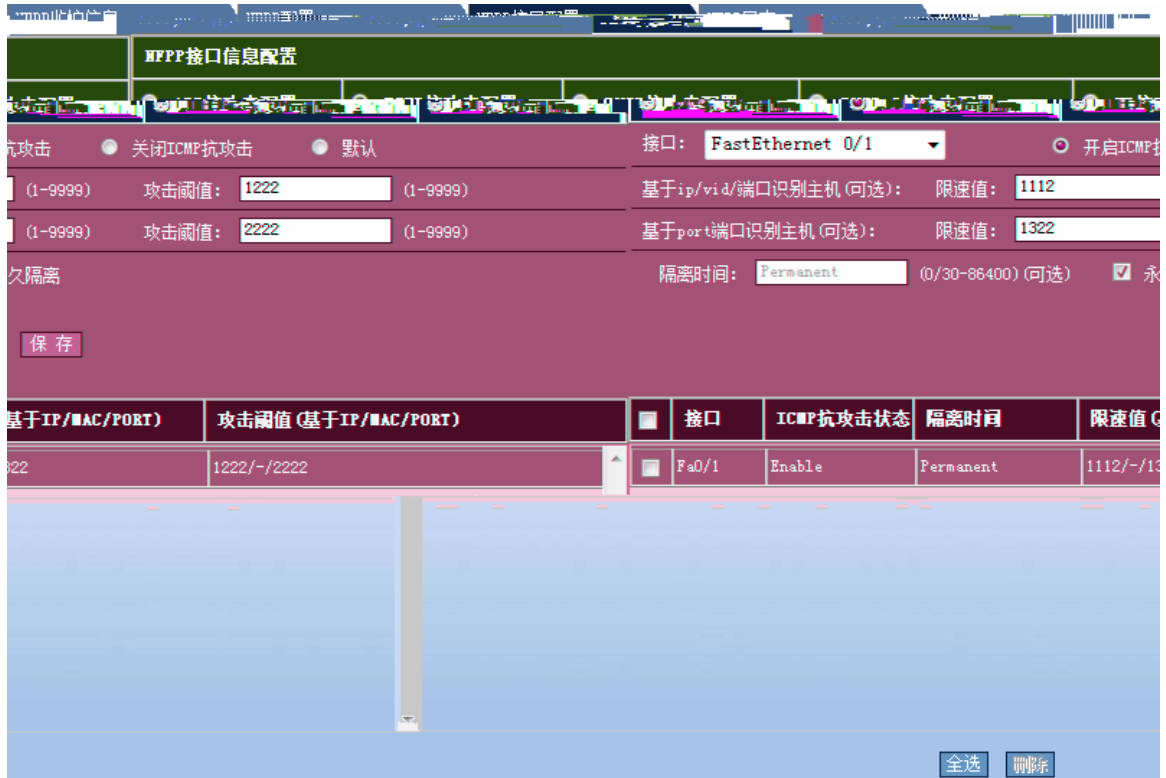 NFPP接口信息配置
抗攻击 关闭ICMP抗攻击 默认 接口: FastEthernet 0/1 开启ICMP
(1-9999) 攻击阈值: 1222 (1-9999) 基于ip/vid/端口识别主机(可选): 限速值: 1112
(1-9999) 攻击阈值: 2222 (1-9999) 基于port端口识别主机(可选): 限速值: 1322
久隔离 隔离时间: Permanent (0/30-86400)(可选) 永
保 存
基于IP/MAC/PORT) 攻击阈值(基于IP/MAC/PORT) 接口 ICMP抗攻击状态 隔离时间 限速值(
322 1222/-/2222 Fa0/1 Enable Permanent 1112/-/13
全选 删除